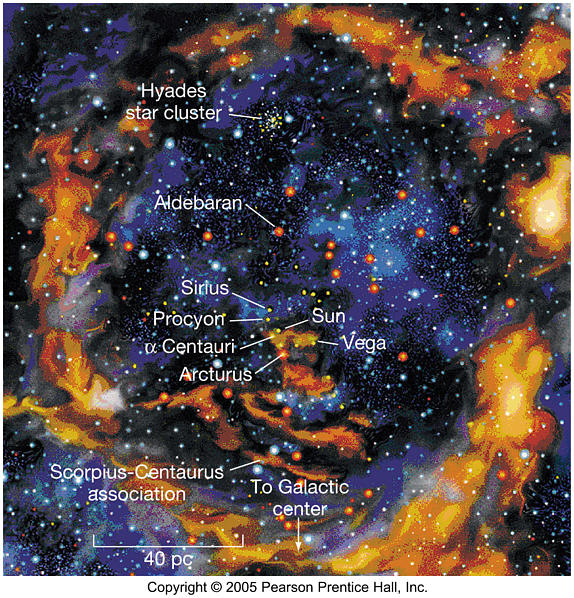 Hyades
star cluster
Aldebaran
Sirius
Procyon
Sun
α Centauri
Vega
Arcturus
Scorpius-Centaurus
association
To Galactic
center
40 pc
Copyright © 2005 Pearson Prentice Hall, Inc.